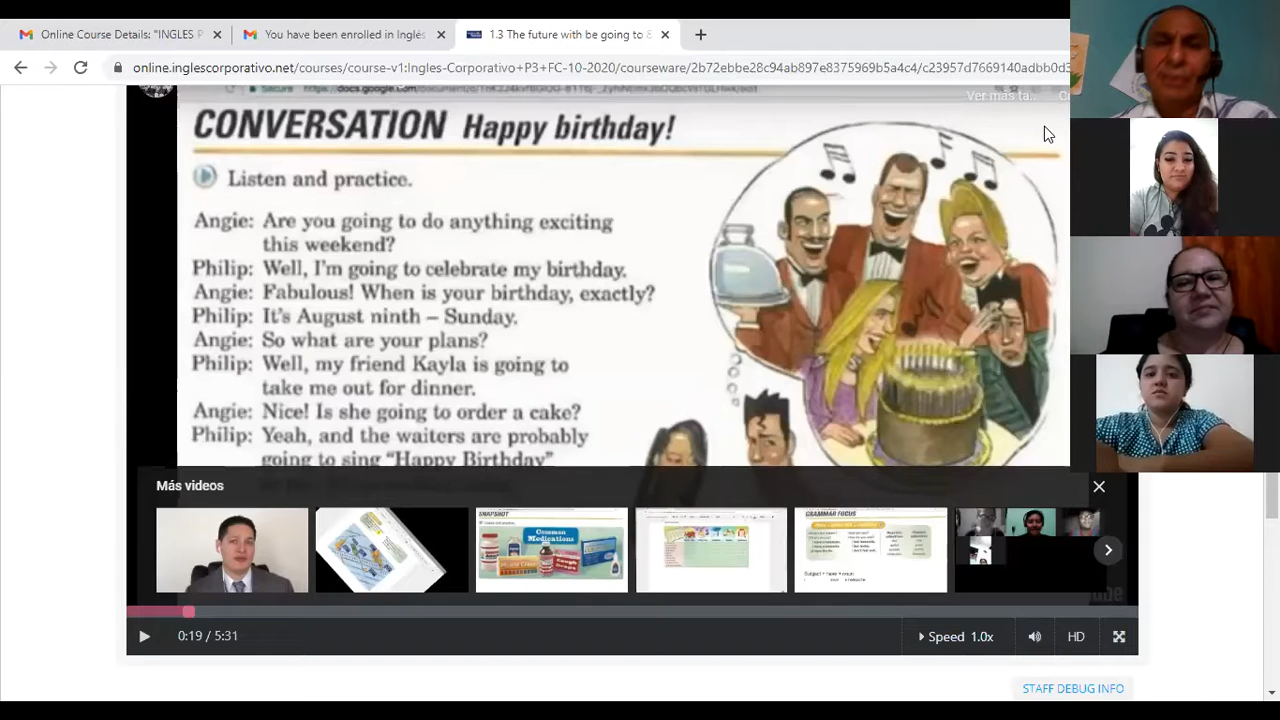 Online Course Details: "INGLES P
You have been enrolled in Inglés
1.3 The future with be going to &
online.inglescorporativo.net/courses/course-v1:Ingles-Corporativo+P3+FC-10-2020/courseware/2b72ebbe28c94ab897e8375969b5a4c4/c23957d7669140adbb0d3
Ver más ta...
CONVERSATION Happy birthday!
Listen and practice.
Angie: Are you going to do anything exciting
this weekend?
Philip: Well, I'm going to celebrate my birthday.
Angie: Fabulous! When is your birthday, exactly?
Philip: It's August ninth – Sunday.
Angie: So what are your plans?
Philip: Well, my friend Kayla is going to
take me out for dinner.
Angie: Nice! Is she going to order a cake?
Philip: Yeah, and the waiters are probably
going to sing "Happy Birthday"
Más videos
SNAPSHOT
Common
Medications
GRAMMAR FOCUS
0:19 / 5:31
Speed 1.0x
HD
STAFF DEBUG INFO